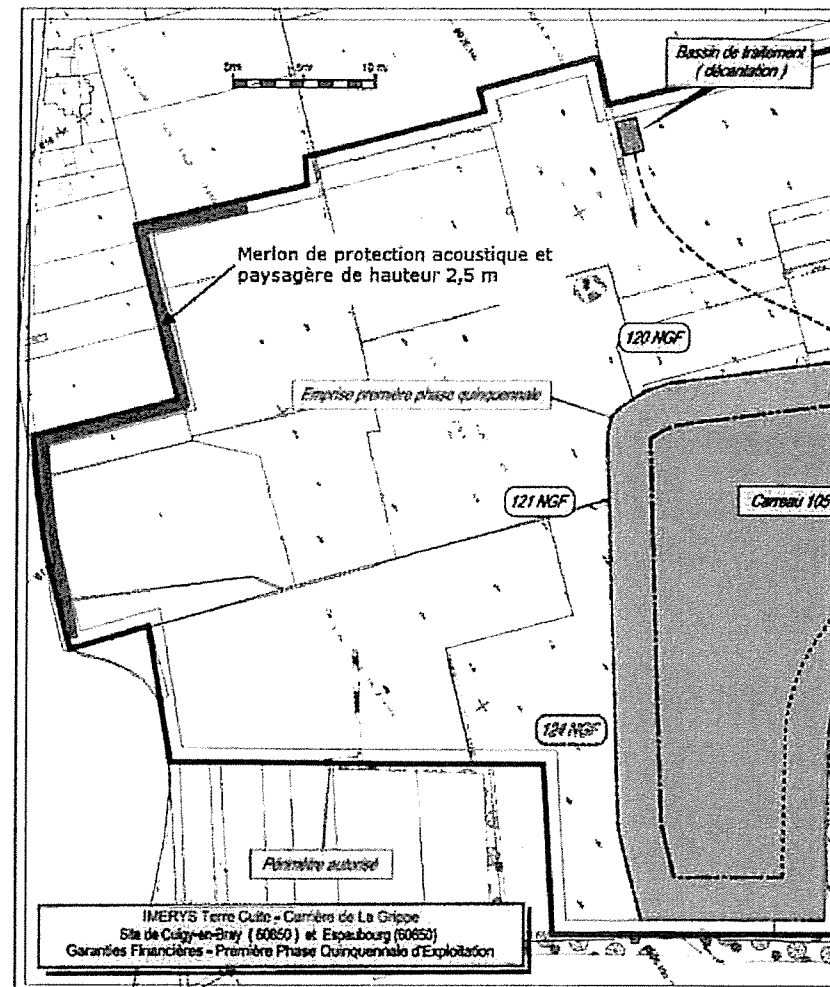 Bassin de traitement
( décantation )
0m
10 m
Merlon de protection acoustique et
paysagère de hauteur 2,5 m
120 NGF
Emprise première phase quinquennale
121 NGF
Carreau 105
124 NGF
Périmètre autorisé
IMERYS Terre Cuite - Carrière de La Grippe
Site de Cuigy-en-Bray ( 60850 ) et Espaubourg (60650)
Garanties Financières - Première Phase Quinquennale d'Exploitation